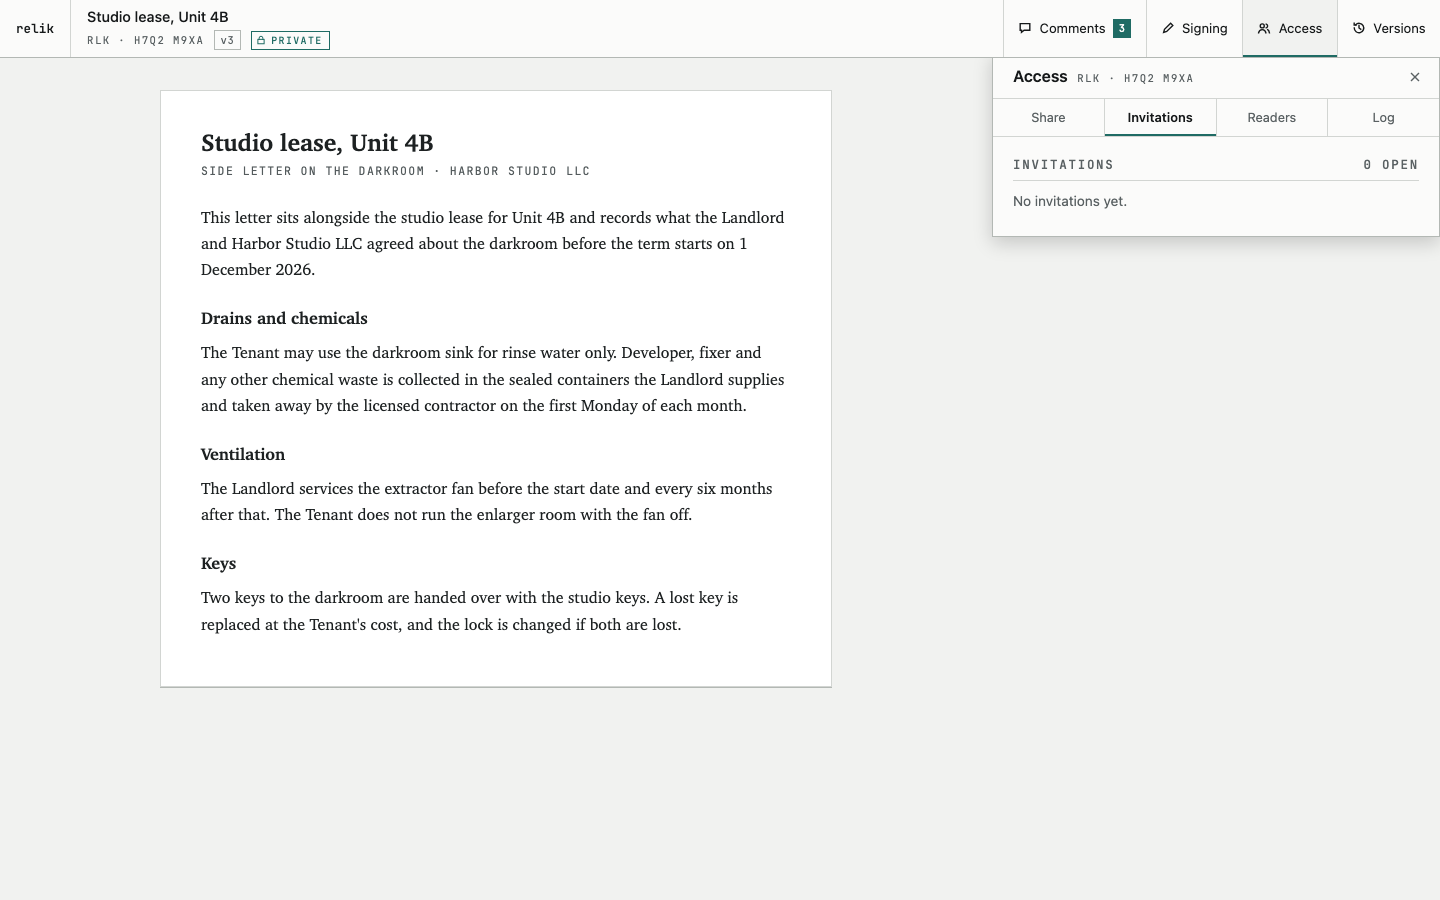 relik
Studio lease, Unit 4B
RLK · H7Q2 M9XA v3 PRIVATE
Comments 3
Signing
Access
Versions
Access RLK · H7Q2 M9XA ×
Share Invitations Readers Log
INVITATIONS 0 OPEN
No invitations yet.
Studio lease, Unit 4B
SIDE LETTER ON THE DARKROOM · HARBOR STUDIO LLC
This letter sits alongside the studio lease for Unit 4B and records what the Landlord
and Harbor Studio LLC agreed about the darkroom before the term starts on 1
December 2026.
Drains and chemicals
The Tenant may use the darkroom sink for rinse water only. Developer, fixer and
any other chemical waste is collected in the sealed containers the Landlord supplies
and taken away by the licensed contractor on the first Monday of each month.
Ventilation
The Landlord services the extractor fan before the start date and every six months
after that. The Tenant does not run the enlarger room with the fan off.
Keys
Two keys to the darkroom are handed over with the studio keys. A lost key is
replaced at the Tenant's cost, and the lock is changed if both are lost.